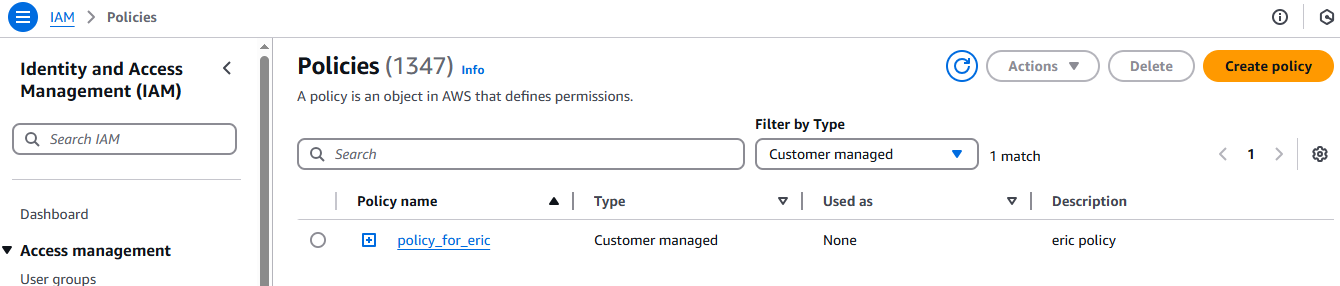 IAM > Policies
Identity and Access
Management (IAM)
Search IAM
Dashboard
Access management
User groups
Policies (1347) Info
Actions
Delete
Create policy
A policy is an object in AWS that defines permissions.
Filter by Type
Search
Customer managed
1 match
1
Policy name Type Used as Description
policy_for_eric Customer managed None eric policy